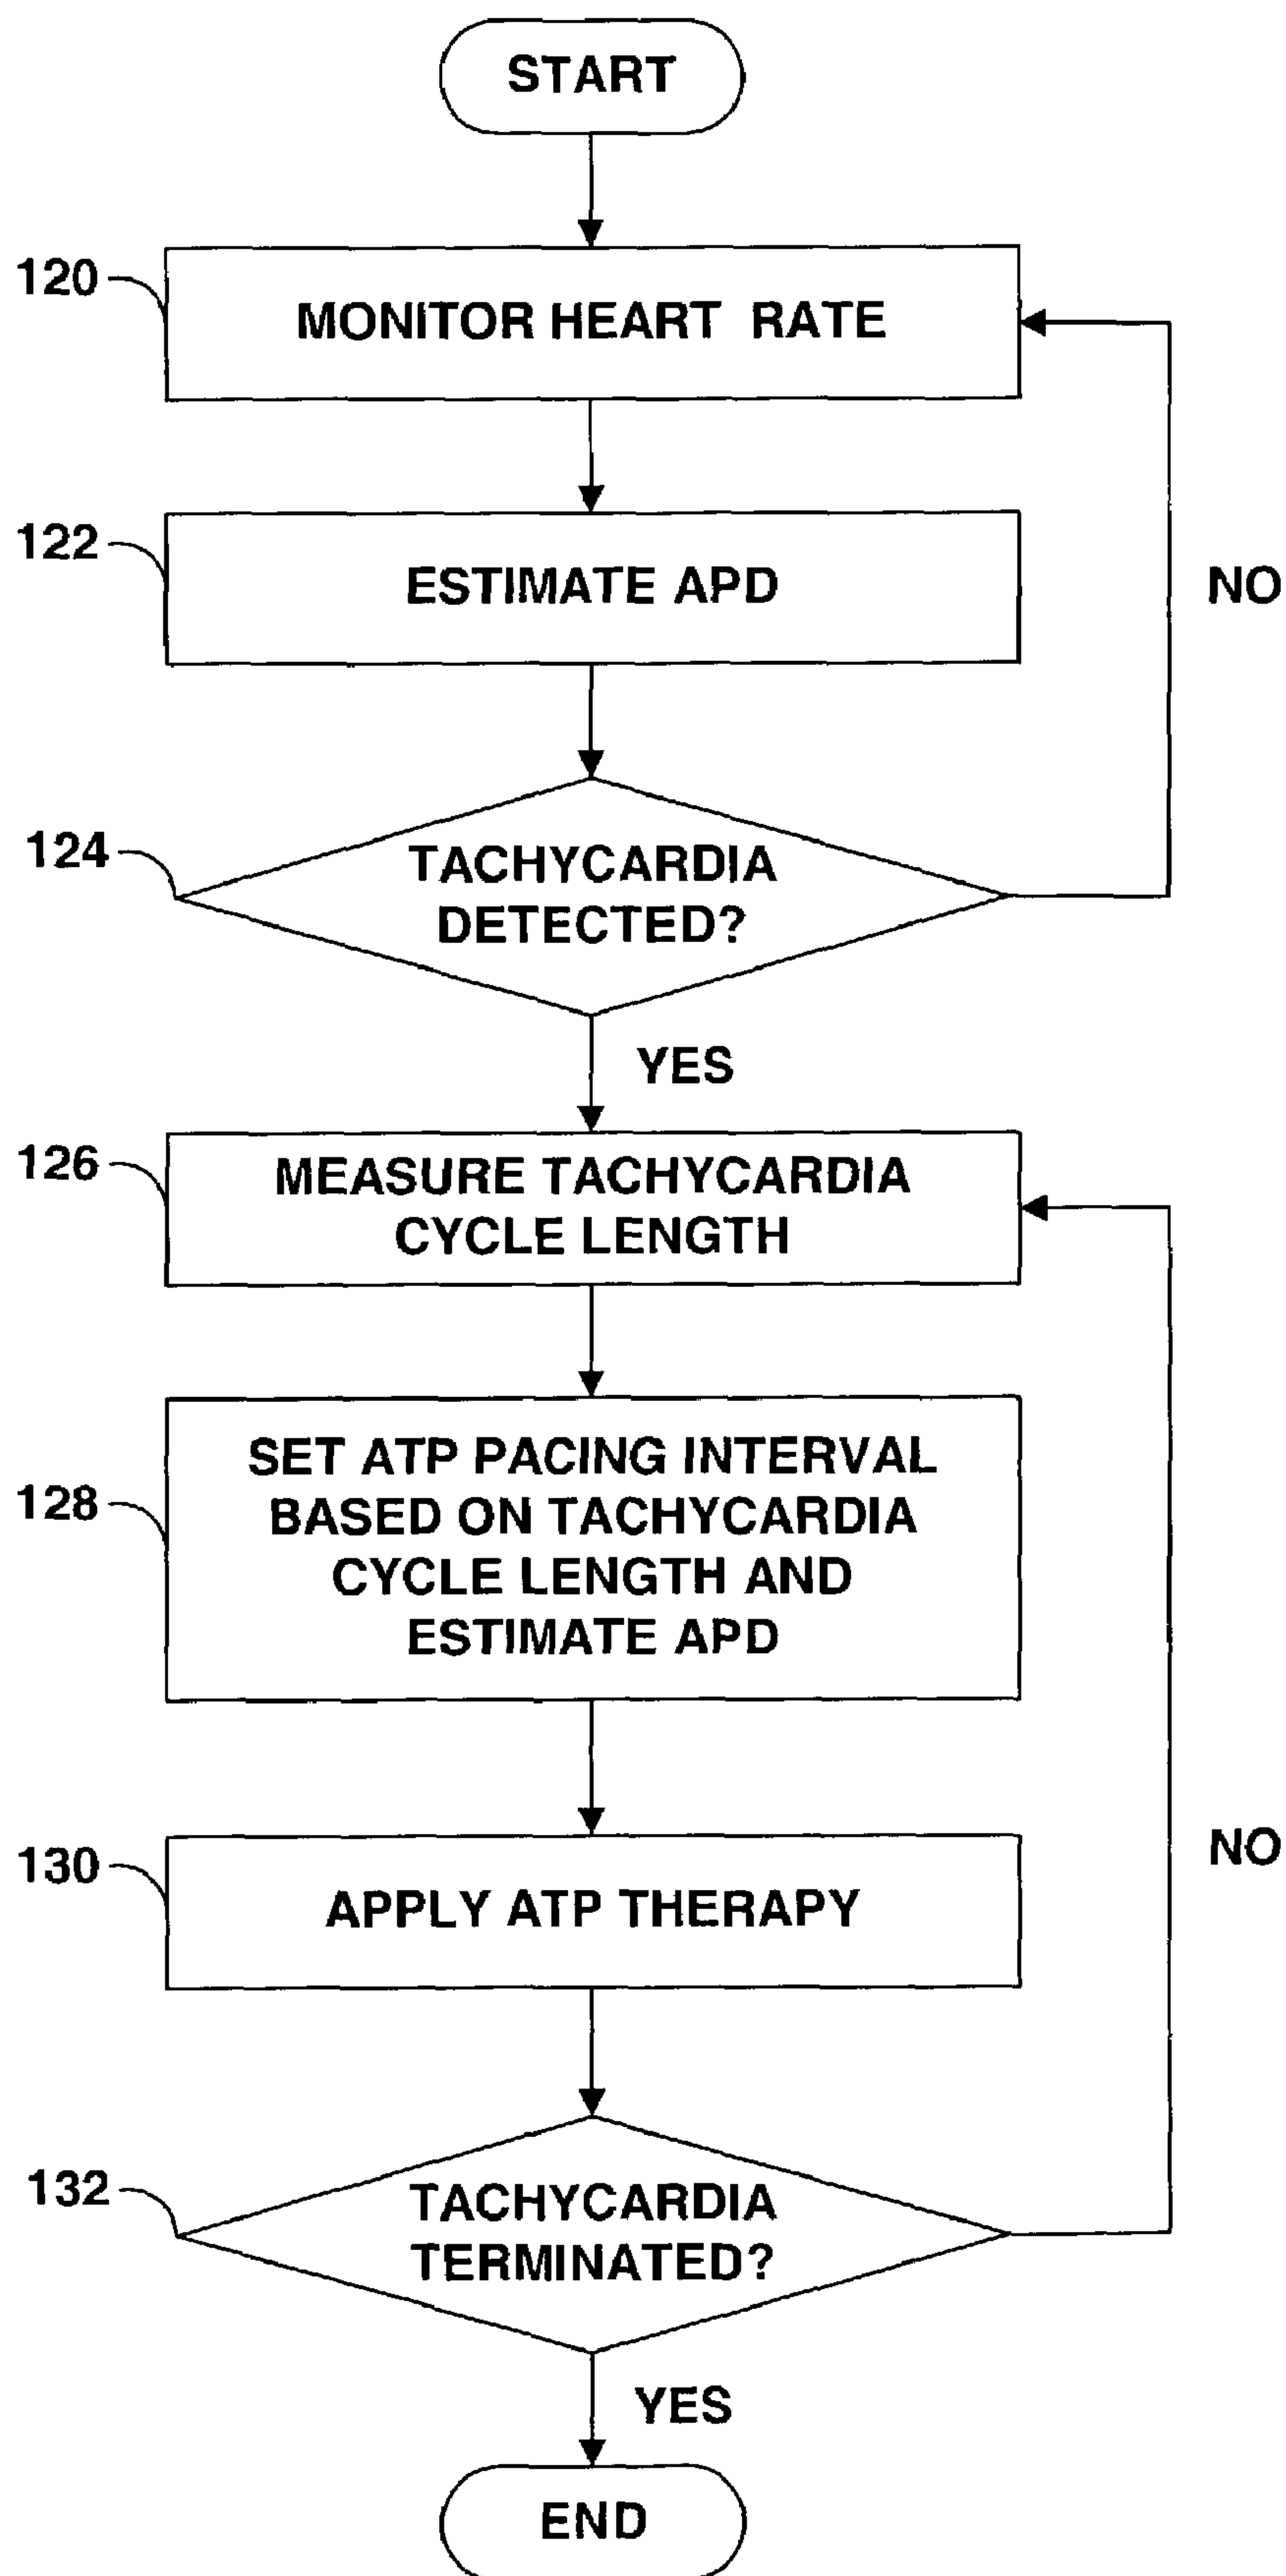 START
120
MONITOR HEART RATE
122
ESTIMATE APD
NO
124
TACHYCARDIA
DETECTED?
YES
126
MEASURE TACHYCARDIA
CYCLE LENGTH
128
SET ATP PACING INTERVAL
BASED ON TACHYCARDIA
CYCLE LENGTH AND
ESTIMATE APD
NO
130
APPLY ATP THERAPY
132
TACHYCARDIA
TERMINATED?
YES
END